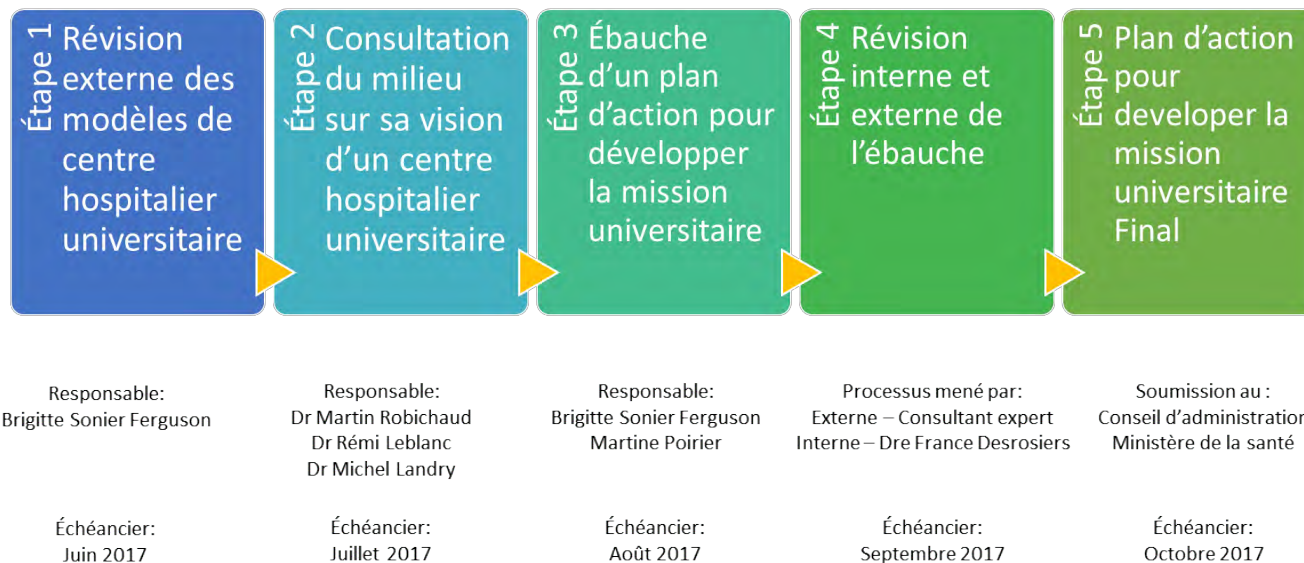 Étape 1
Révision
externe des
modèles de
centre
hospitalier
universitaire
Étape 2
Consultation
du milieu
sur sa vision
d'un centre
hospitalier
universitaire
Étape 3
Ébauche
d'un plan
d'action pour
développer
la mission
universitaire
Étape 4
Révision
interne et
externe de
l'ébauche
Étape 5
Plan d'action
pour
developer la
mission
universitaire
Final
Responsable:
Brigitte Sonier Ferguson
Responsable:
Dr Martin Robichaud
Dr Rémi Leblanc
Dr Michel Landry
Responsable:
Brigitte Sonier Ferguson
Martine Poirier
Processus mené par:
Externe – Consultant expert
Interne – Dre France Desrosiers
Soumission au :
Conseil d'administration
Ministère de la santé
Échéancier:
Juin 2017
Échéancier:
Juillet 2017
Échéancier:
Août 2017
Échéancier:
Septembre 2017
Échéancier:
Octobre 2017